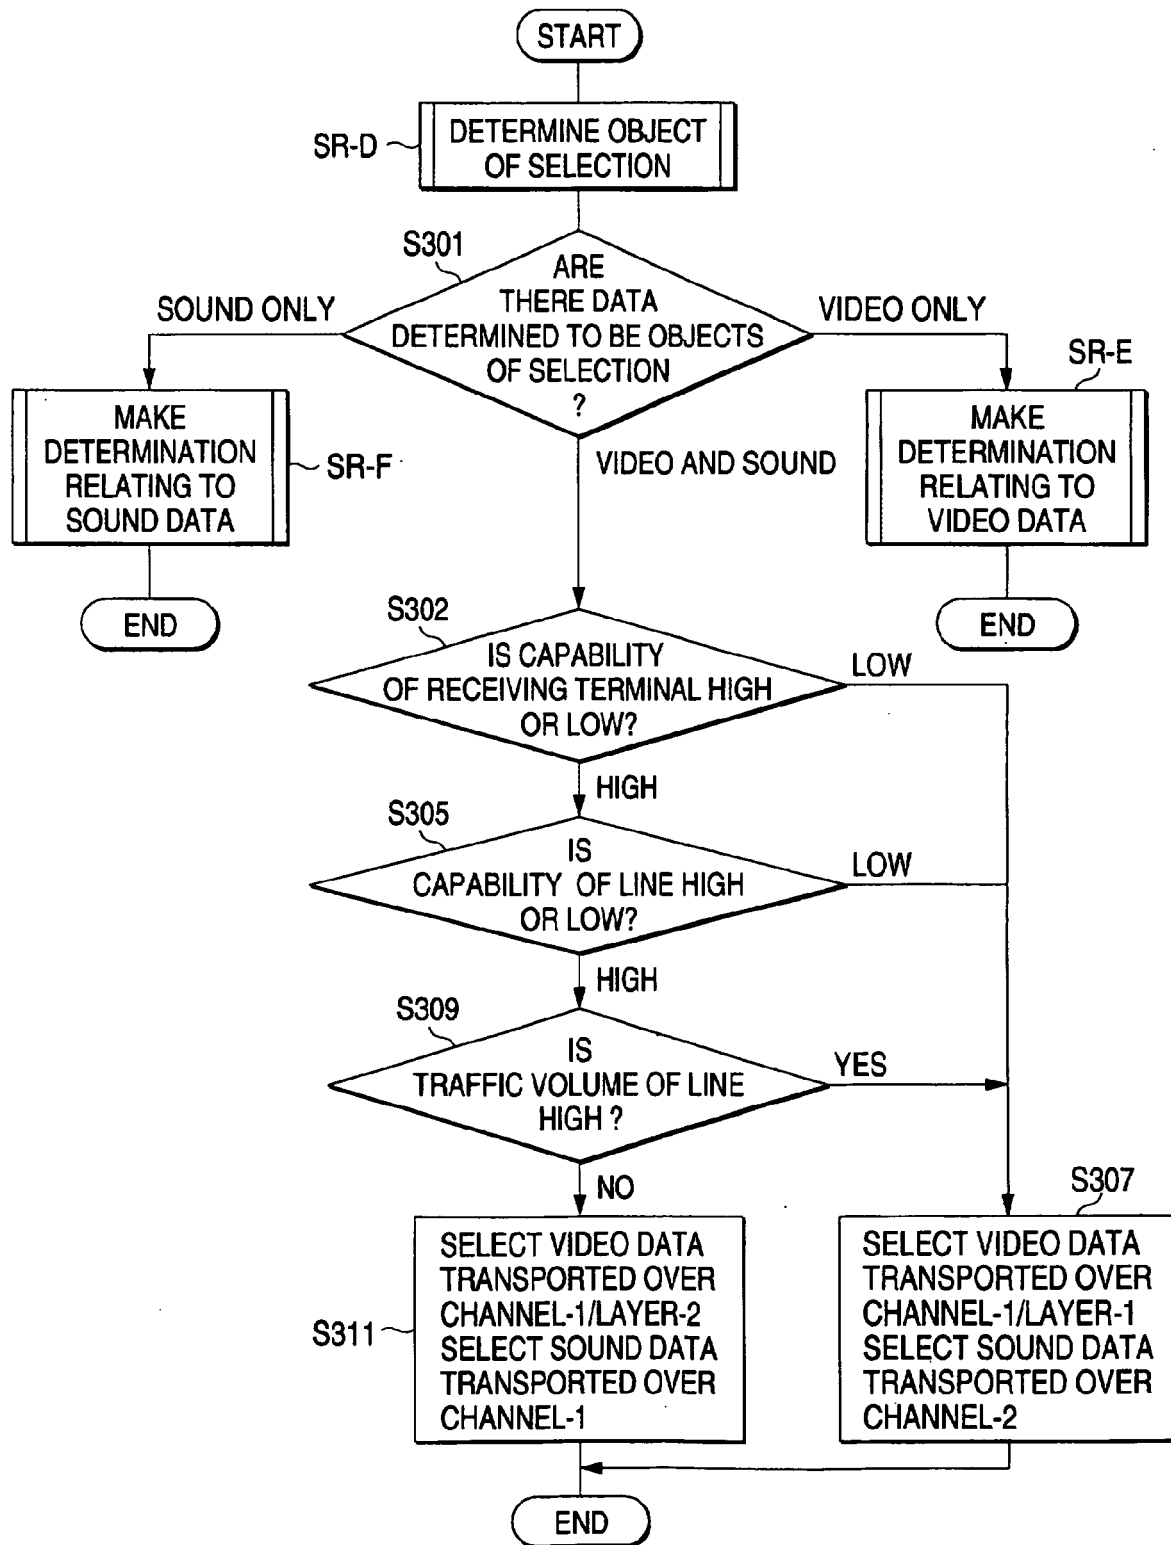 START
SR-D
DETERMINE OBJECT
OF SELECTION
S301
ARE
THERE DATA
DETERMINED TO BE OBJECTS
OF SELECTION
?
SOUND ONLY
VIDEO ONLY
SR-E
MAKE
DETERMINATION
RELATING TO
SOUND DATA
SR-F
VIDEO AND SOUND
MAKE
DETERMINATION
RELATING TO
VIDEO DATA
END
END
S302
IS CAPABILITY
OF RECEIVING TERMINAL HIGH
OR LOW?
LOW
HIGH
S305
IS
CAPABILITY OF LINE HIGH
OR LOW?
LOW
HIGH
S309
IS
TRAFFIC VOLUME OF LINE
HIGH ?
YES
NO
S307
S311
SELECT VIDEO DATA
TRANSPORTED OVER
CHANNEL-1/LAYER-2
SELECT SOUND DATA
TRANSPORTED OVER
CHANNEL-1
SELECT VIDEO DATA
TRANSPORTED OVER
CHANNEL-1/LAYER-1
SELECT SOUND DATA
TRANSPORTED OVER
CHANNEL-2
END